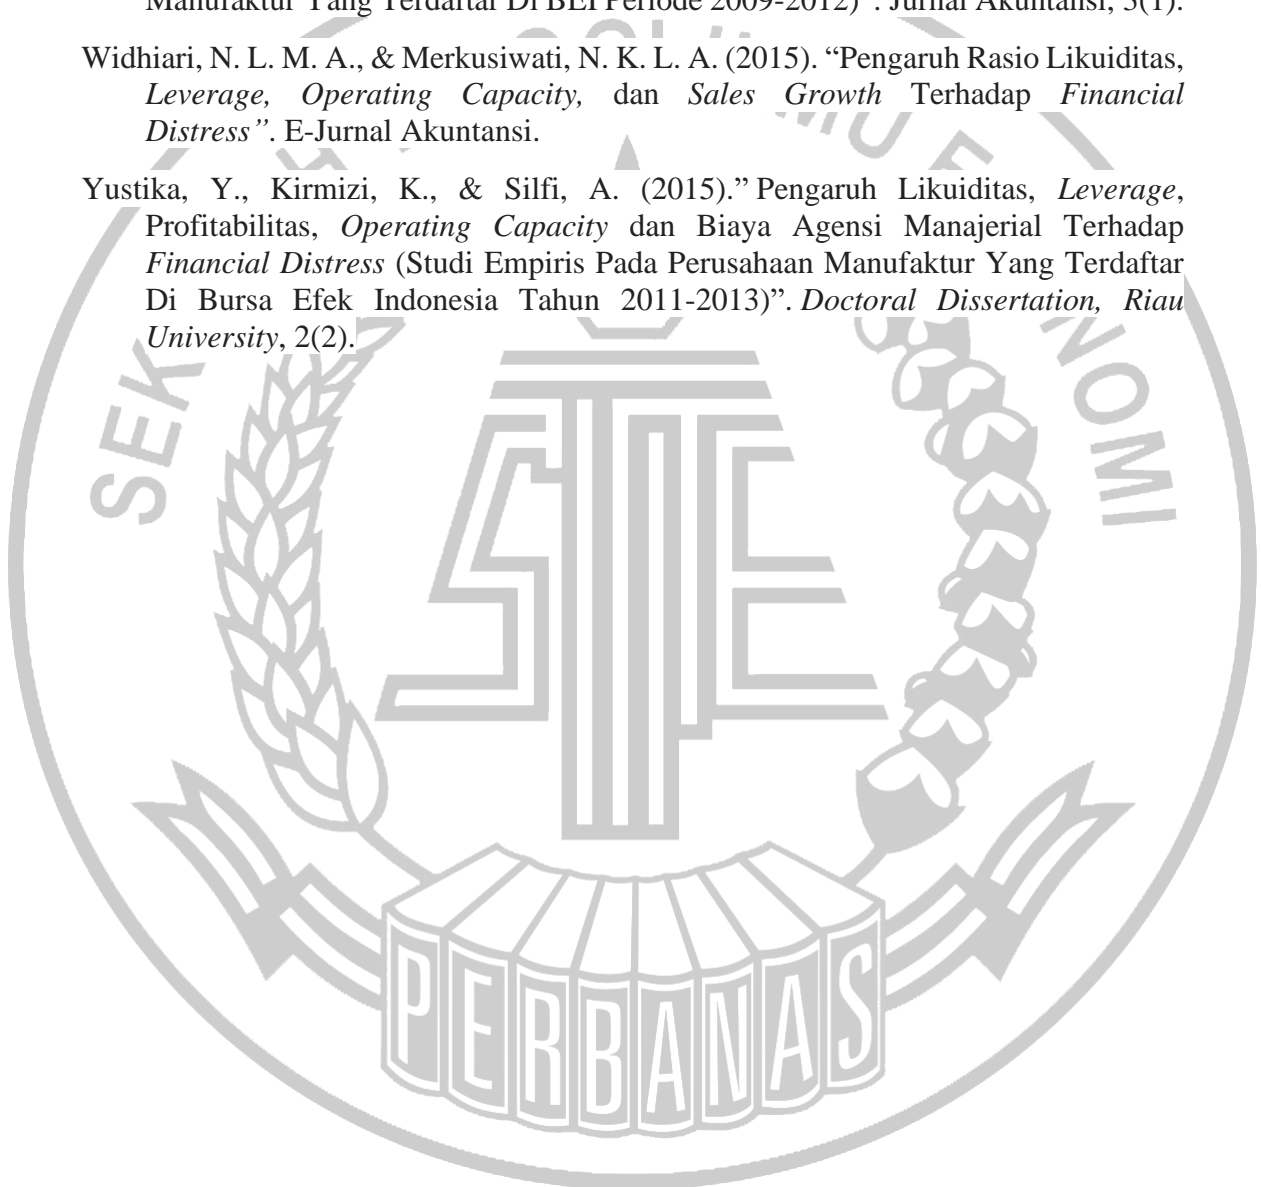 Manufaktur Yang Terdaftar Di BEI Periode 2009-2012)”. Jurnal Akuntansi, 3(1).
Widhiari, N. L. M. A., & Merkusiwati, N. K. L. A. (2015). “Pengaruh Rasio Likuiditas,
Leverage, Operating Capacity, dan Sales Growth Terhadap Financial
Distress”. E-Jurnal Akuntansi.
Yustika, Y., Kirmizi, K., & Silfi, A. (2015).” Pengaruh Likuiditas, Leverage,
Profitabilitas, Operating Capacity dan Biaya Agensi Manajerial Terhadap
Financial Distress (Studi Empiris Pada Perusahaan Manufaktur Yang Terdaftar
Di Bursa Efek Indonesia Tahun 2011-2013)”. Doctoral Dissertation, Riau
University, 2(2).
STIE
PERBANAS